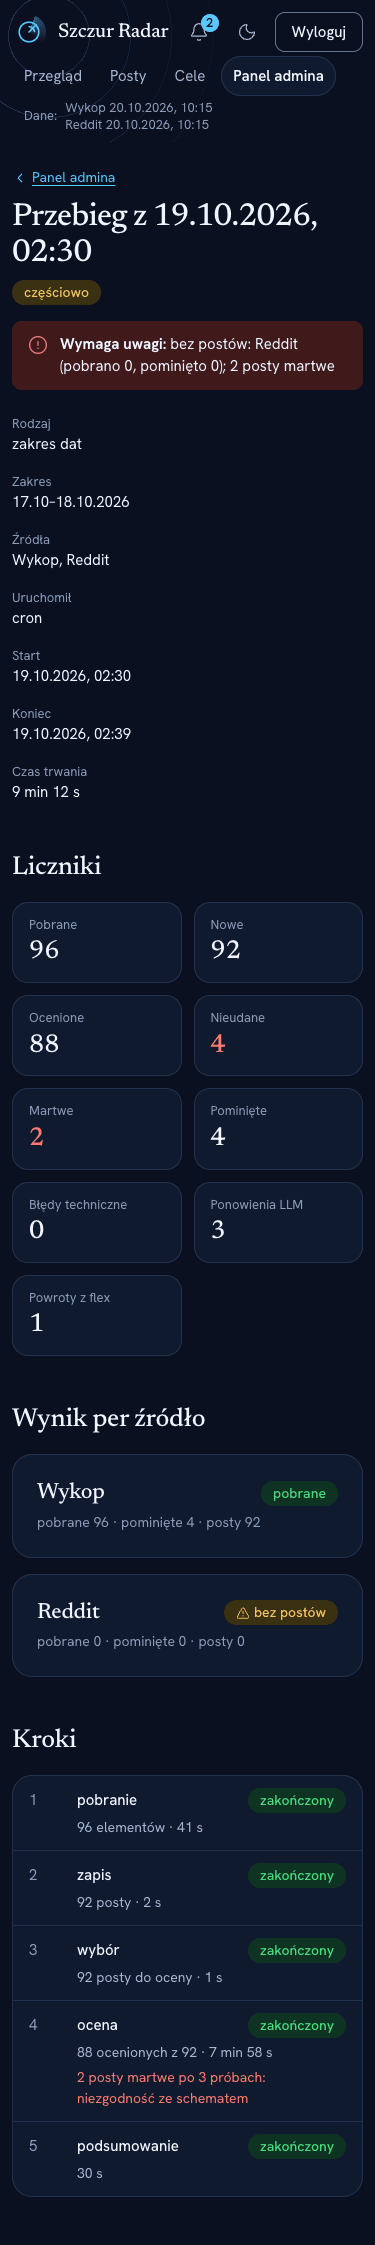 Szczur Radar
2
Wyloguj
Przegląd
Posty
Cele
Panel admina
Dane:
Wykop 20.10.2026, 10:15
Reddit 20.10.2026, 10:15
Panel admina
Przebieg z 19.10.2026,
02:30
częściowo
Wymaga uwagi: bez postów: Reddit
(pobrano 0, pominięto 0); 2 posty martwe
Rodzaj
zakres dat
Zakres
17.10–18.10.2026
Źródła
Wykop, Reddit
Uruchomił
cron
Start
19.10.2026, 02:30
Koniec
19.10.2026, 02:39
Czas trwania
9 min 12 s
Liczniki
Pobrane
96
Nowe
92
Ocenione
88
Nieudane
4
Martwe
2
Pominięte
4
Błędy techniczne
0
Ponowienia LLM
3
Powroty z flex
1
Wynik per źródło
Wykop
pobrane
pobrane 96 · pominięte 4 · posty 92
Reddit
bez postów
pobrane 0 · pominięte 0 · posty 0
Kroki
1 pobranie zakończony
96 elementów · 41 s
2 zapis zakończony
92 posty · 2 s
3 wybór zakończony
92 posty do oceny · 1 s
4 ocena zakończony
88 ocenionych z 92 · 7 min 58 s
2 posty martwe po 3 próbach:
niezgodność ze schematem
5 podsumowanie zakończony
30 s